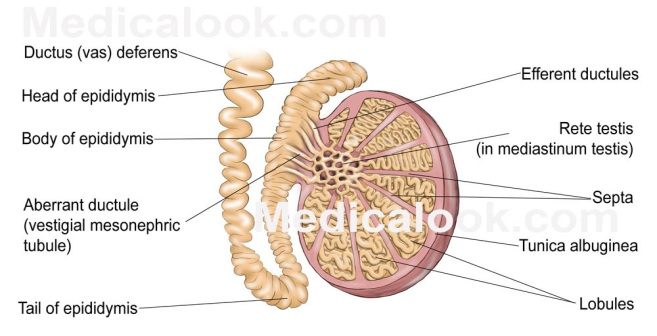 Medicalook.com
Ductus (vas) deferens
Head of epididymis
Body of epididymis
Aberrant ductule
(vestigial mesonephric
tubule)
Tail of epididymis
Efferent ductules
Rete testis
(in mediastinum testis)
Septa
Medicalook.com
Tunica albuginea
Lobules